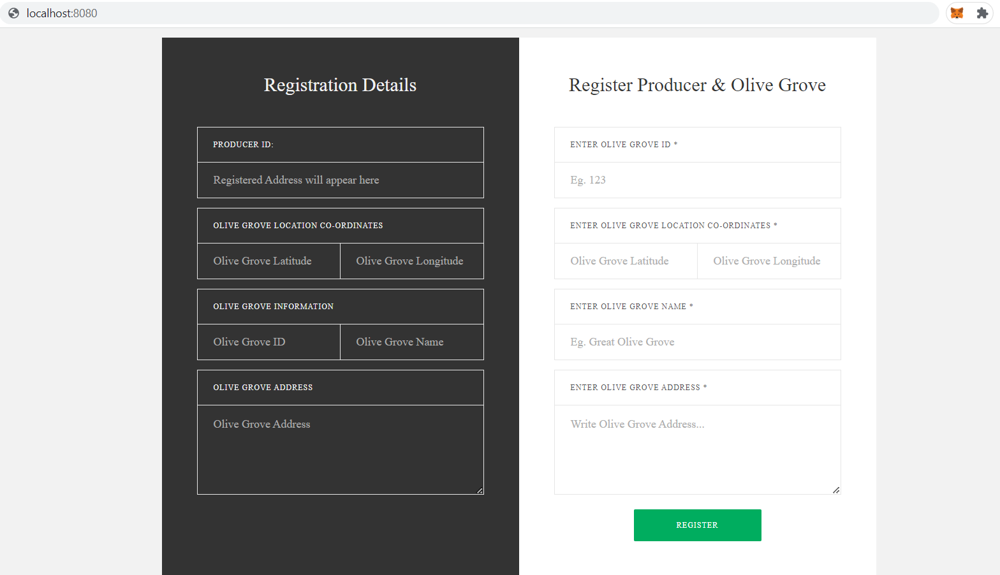 localhost:8080
Registration Details
PRODUCER ID:
Registered Address will appear here
OLIVE GROVE LOCATION CO-ORDINATES
Olive Grove Latitude
Olive Grove Longitude
OLIVE GROVE INFORMATION
Olive Grove ID
Olive Grove Name
OLIVE GROVE ADDRESS
Olive Grove Address
Register Producer & Olive Grove
ENTER OLIVE GROVE ID *
Eg. 123
ENTER OLIVE GROVE LOCATION CO-ORDINATES *
Olive Grove Latitude
Olive Grove Longitude
ENTER OLIVE GROVE NAME *
Eg. Great Olive Grove
ENTER OLIVE GROVE ADDRESS *
Write Olive Grove Address...
REGISTER